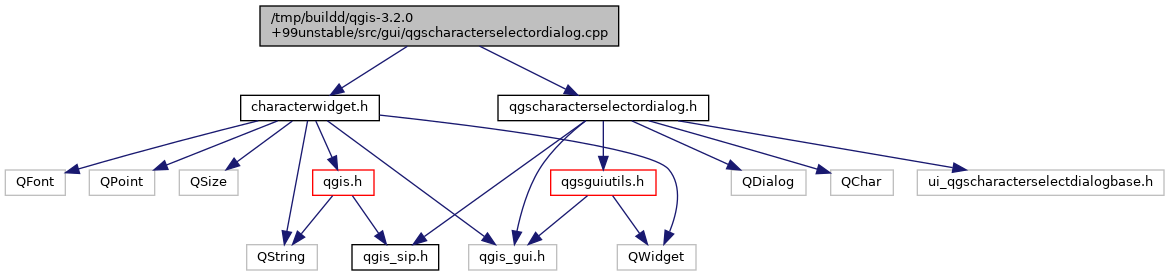 /tmp/buildd/qgis-3.2.0
+99unstable/src/gui/qgscharacterselectordialog.cpp
characterwidget.h
qgscharacterselectordialog.h
QFont
QPoint
QSize
qgis.h
qgsguiutils.h
QDialog
QChar
ui_qgscharacterselectdialogbase.h
QString
qgis_sip.h
qgis_gui.h
QWidget